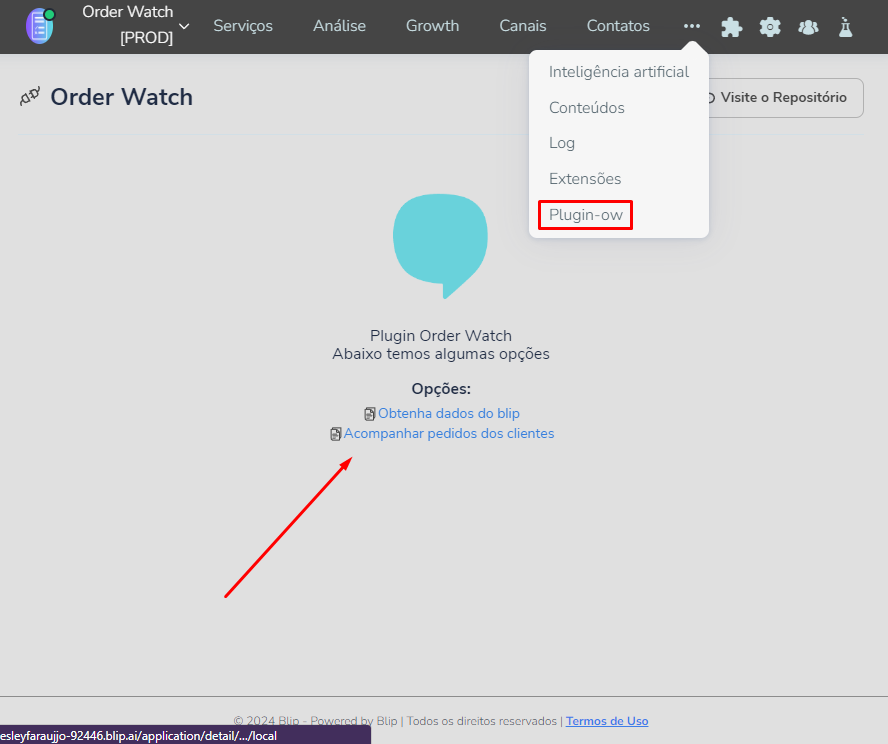 Order Watch
[PROD]
Serviços
Análise
Growth
Canais
Contatos
Inteligência artificial
Conteúdos
Log
Extensões
Plugin-ow
Order Watch
Visite o Repositório
Plugin Order Watch
Abaixo temos algumas opções
Opções:
Obtenha dados do blip
Acompanhar pedidos dos clientes
© 2024 Blip - Powered by Blip | Todos os direitos reservados | Termos de Uso
esleyfaraujjo-92446.blip.ai/application/detail/.../local